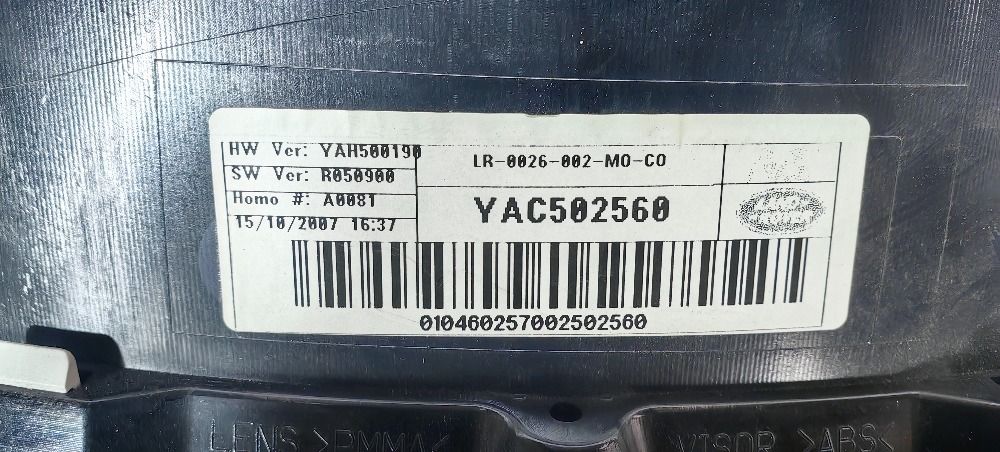 HW Ver: YAH500190
SW Ver: R050900
Homo #: A0081
15/10/2007 16:37
LR-0026-002-MO-CO
YAC502560
010460257002502560
LENS >PMMA<
VISOR >ABS<